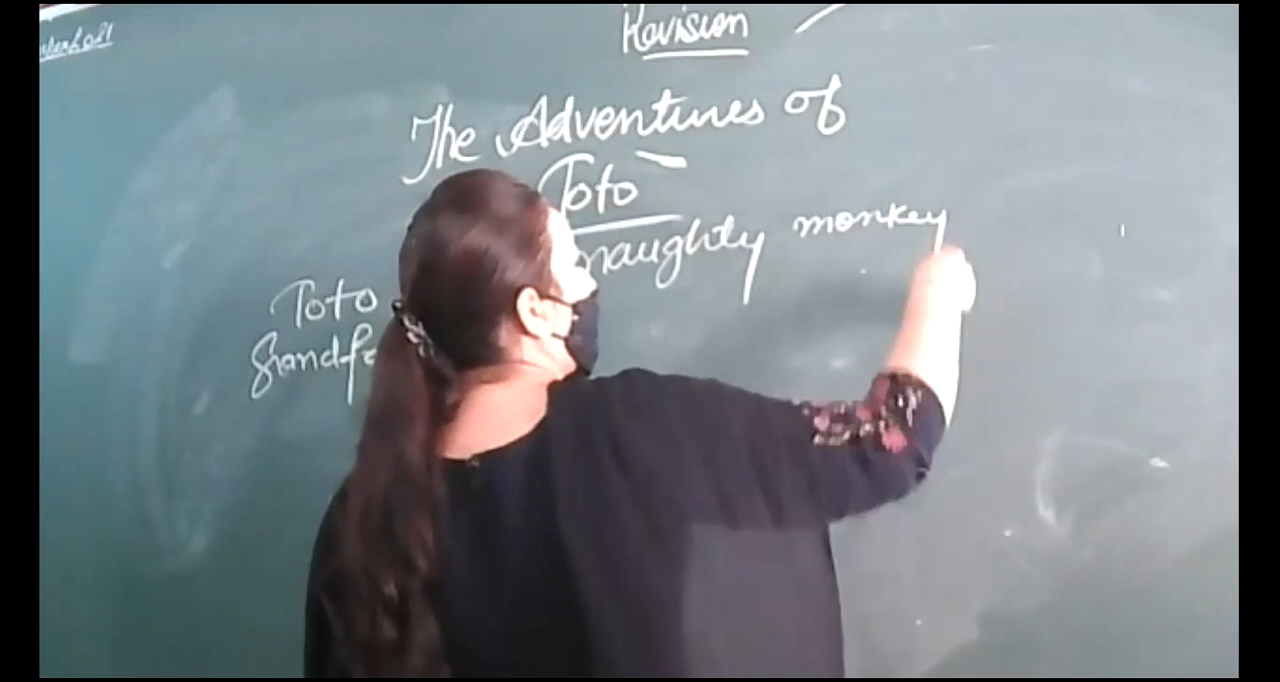 Revision
The Adventures of
Toto
naughty monkey
Toto